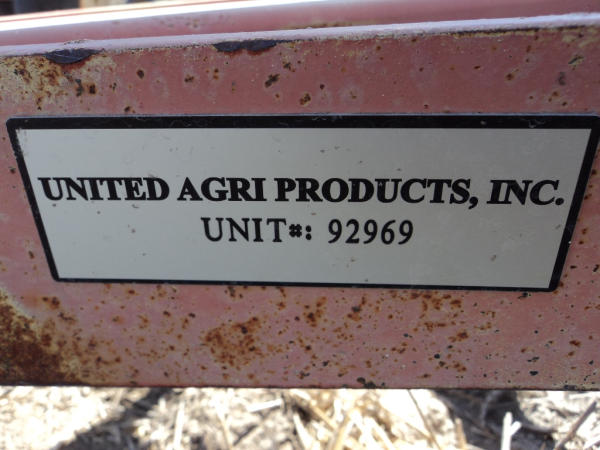 UNITED AGRI PRODUCTS, INC.
UNIT#: 92969